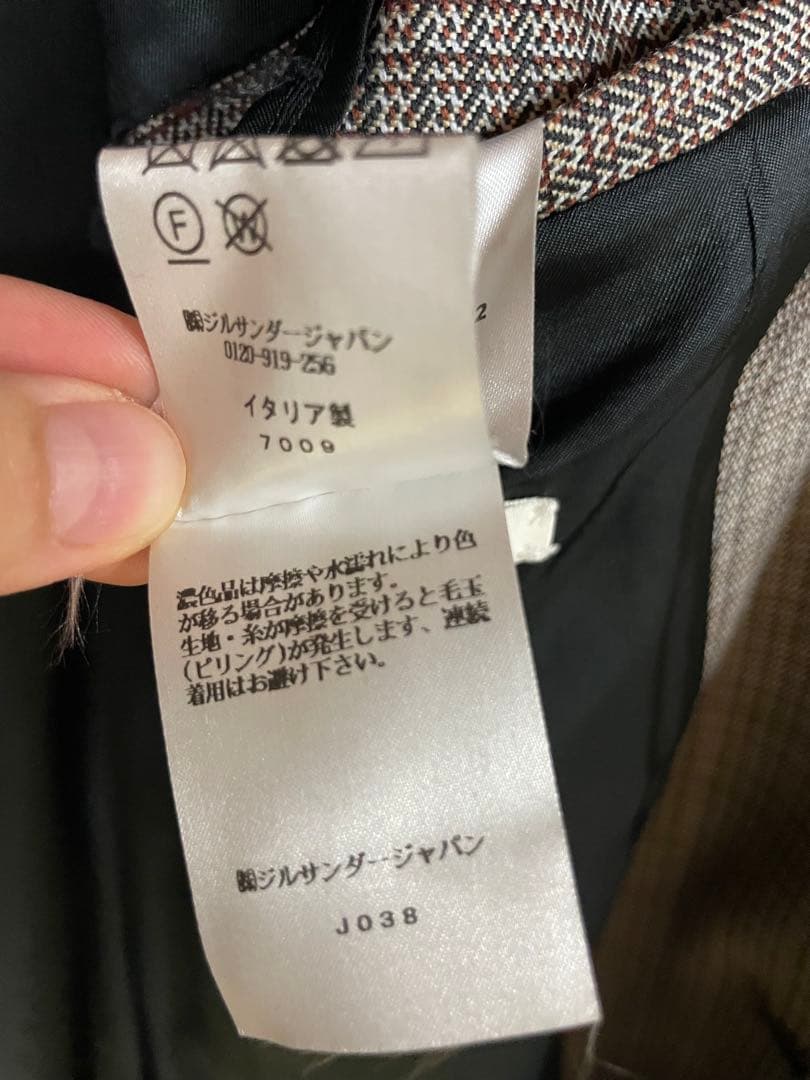 F
W
㈱ジルサンダージャパン
0120-919-256
イタリア製
7009
2
濃色品は摩擦や水濡れにより色
が移る場合があります。
生地・糸が摩擦を受けると毛玉
(ピリング)が発生します、連続
着用はお避け下さい。
㈱ジルサンダージャパン
J038